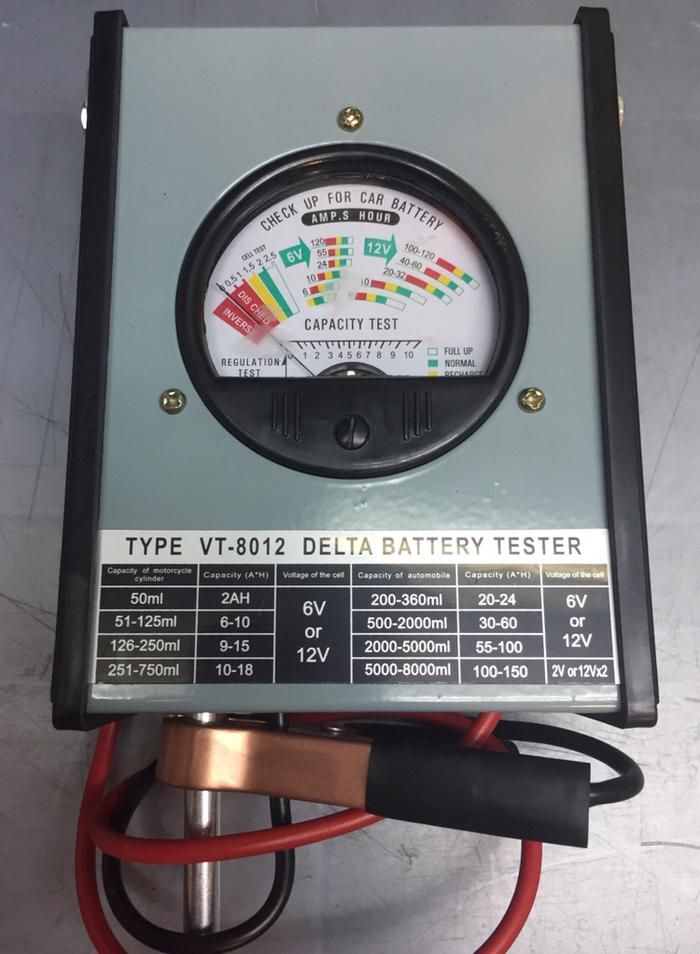 CHECK UP FOR CAR BATTERY
AMP.S HOUR
CELL TEST
0 0.5 1 1.5 2 2.5
6V
120
55
24
10
6
12V
100-120
40-60
20-32
10
DISCHED
INVERS
CAPACITY TEST
0 1 2 3 4 5 6 7 8 9 10
REGULATION
TEST
FULL UP
NORMAL
RECHARGE
TYPE VT-8012 DELTA BATTERY TESTER
Capacity of motorcycle cylinder Capacity (A*H) Voltage of the cell Capacity of automobile Capacity (A*H) Voltage of the cell
50ml 2AH 6V or 12V 200-360ml 20-24 6V or 12V
51-125ml 6-10 500-2000ml 30-60
126-250ml 9-15 2000-5000ml 55-100
251-750ml 10-18 5000-8000ml 100-150 2V or 12Vx2